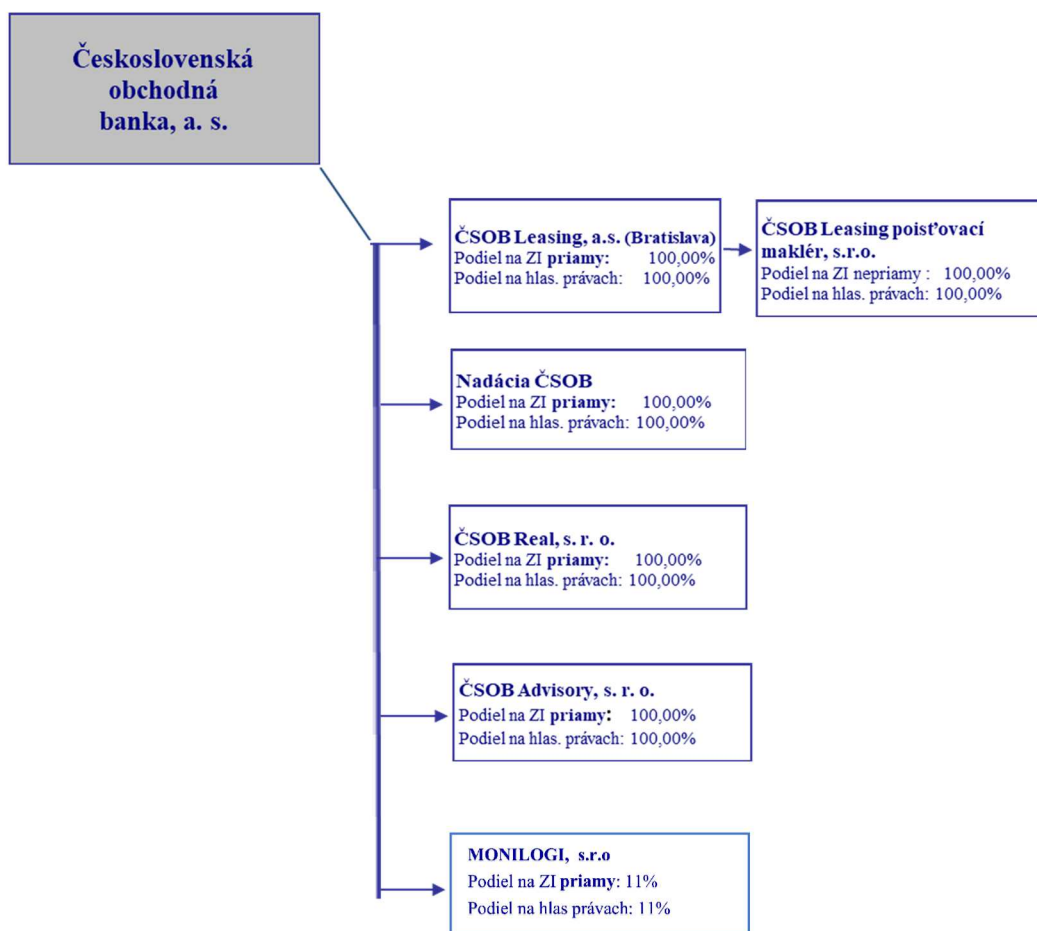 Československá
obchodná
banka, a. s.
ČSOB Leasing, a.s. (Bratislava)
Podiel na ZI priamy: 100,00%
Podiel na hlas. právach: 100,00%
ČSOB Leasing poisťovací
maklér, s.r.o.
Podiel na ZI nepriamy : 100,00%
Podiel na hlas. právach: 100,00%
Nadácia ČSOB
Podiel na ZI priamy: 100,00%
Podiel na hlas. právach: 100,00%
ČSOB Real, s. r. o.
Podiel na ZI priamy: 100,00%
Podiel na hlas. právach: 100,00%
ČSOB Advisory, s. r. o.
Podiel na ZI priamy: 100,00%
Podiel na hlas. právach: 100,00%
MONILOGI, s.r.o
Podiel na ZI priamy: 11%
Podiel na hlas právach: 11%